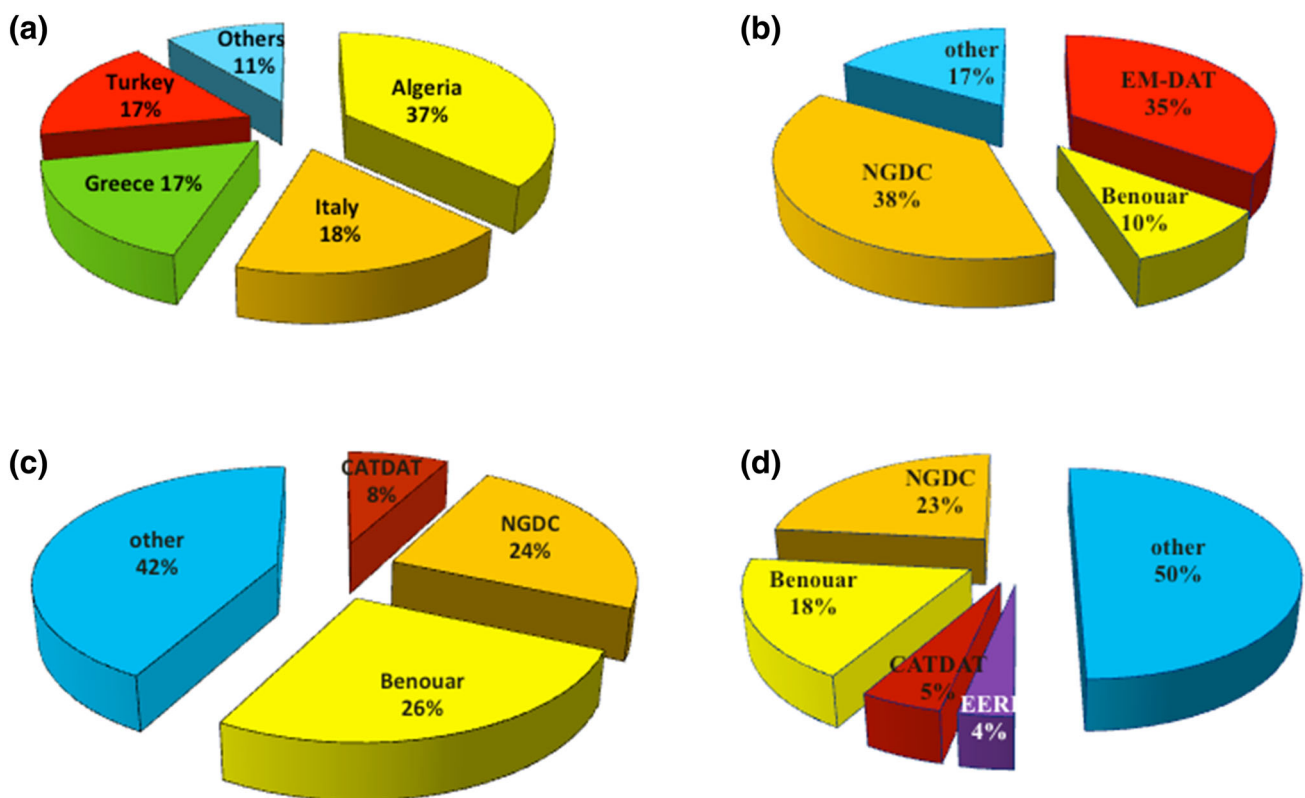 (a)
Others
11%
Algeria
37%
Turkey
17%
Greece 17%
Italy
18%
(b)
other
17%
EM-DAT
35%
NGDC
38%
Benouar
10%
(c)
CATDAT
8%
NGDC
24%
other
42%
Benouar
26%
(d)
NGDC
23%
other
50%
Benouar
18%
CATDAT
5%
EERI
4%